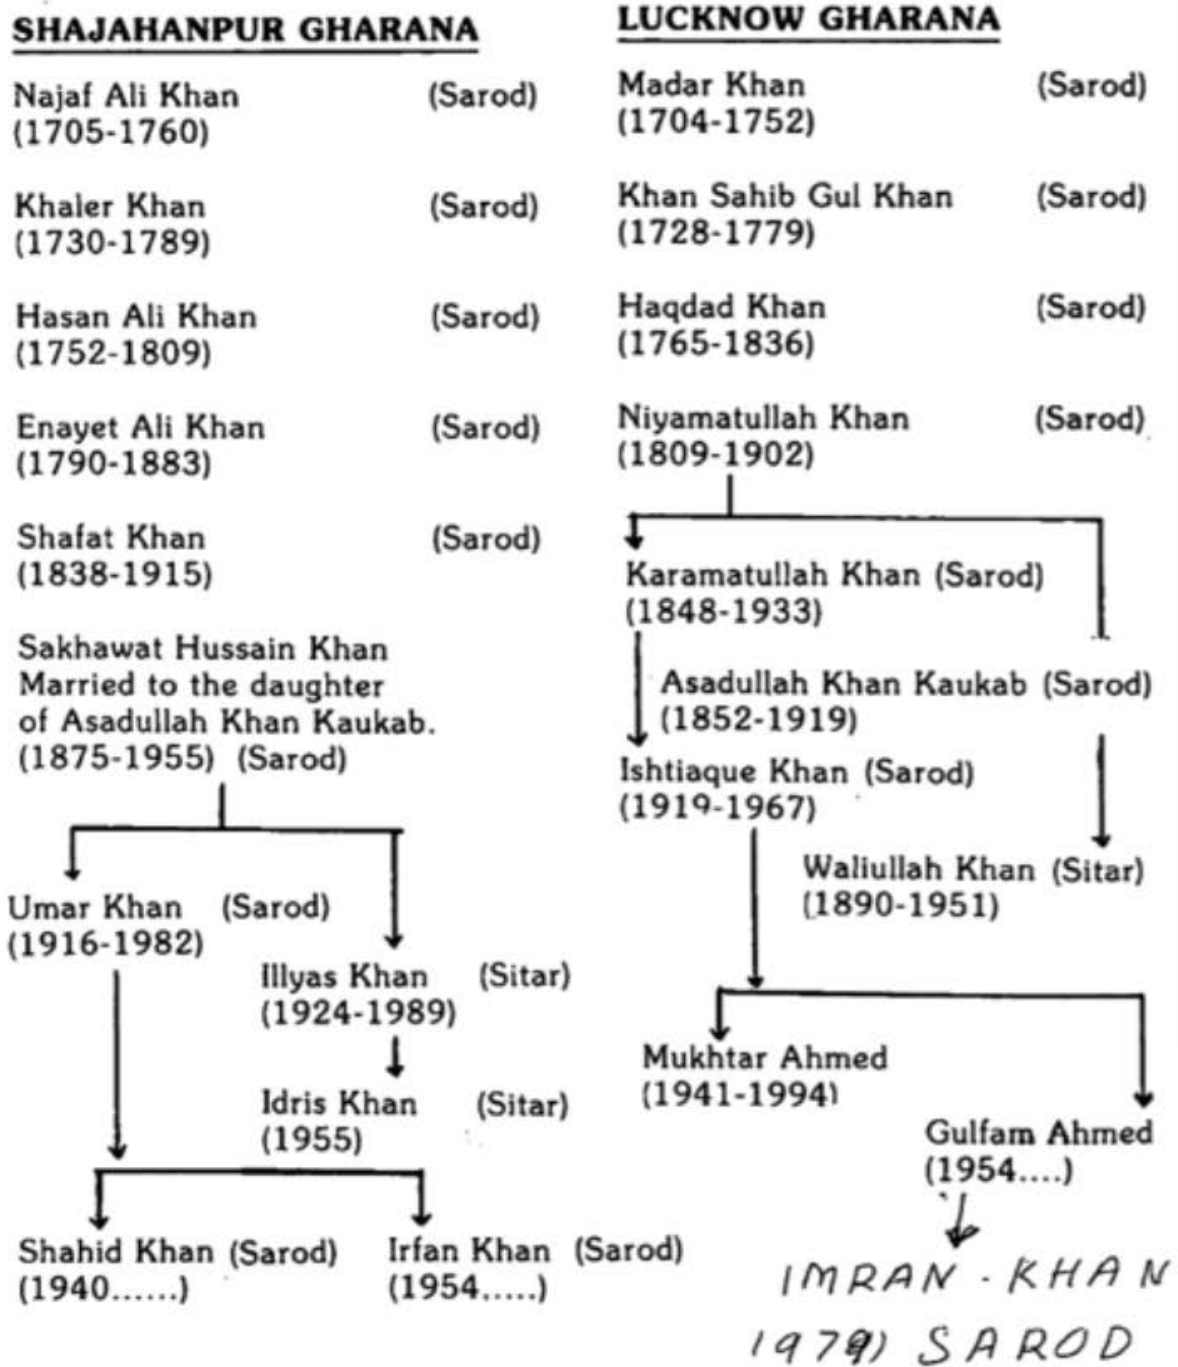 SHAJAHANPUR GHARANA
Najaf Ali Khan (Sarod)
(1705-1760)
Khaler Khan (Sarod)
(1730-1789)
Hasan Ali Khan (Sarod)
(1752-1809)
Enayet Ali Khan (Sarod)
(1790-1883)
Shafat Khan (Sarod)
(1838-1915)
Sakhawat Hussain Khan
Married to the daughter
of Asadullah Khan Kaukab.
(1875-1955) (Sarod)
Umar Khan (Sarod)
(1916-1982)
Illyas Khan (Sitar)
(1924-1989)
Idris Khan (Sitar)
(1955)
Shahid Khan (Sarod)
(1940......)
Irfan Khan (Sarod)
(1954.....)
LUCKNOW GHARANA
Madar Khan (Sarod)
(1704-1752)
Khan Sahib Gul Khan (Sarod)
(1728-1779)
Haqdad Khan (Sarod)
(1765-1836)
Niyamatullah Khan (Sarod)
(1809-1902)
Karamatullah Khan (Sarod)
(1848-1933)
Asadullah Khan Kaukab (Sarod)
(1852-1919)
Ishtiaque Khan (Sarod)
(1919-1967)
Waliullah Khan (Sitar)
(1890-1951)
Mukhtar Ahmed
(1941-1994)
Gulfam Ahmed
(1954....)
IMRAN. KHAN
SAROD